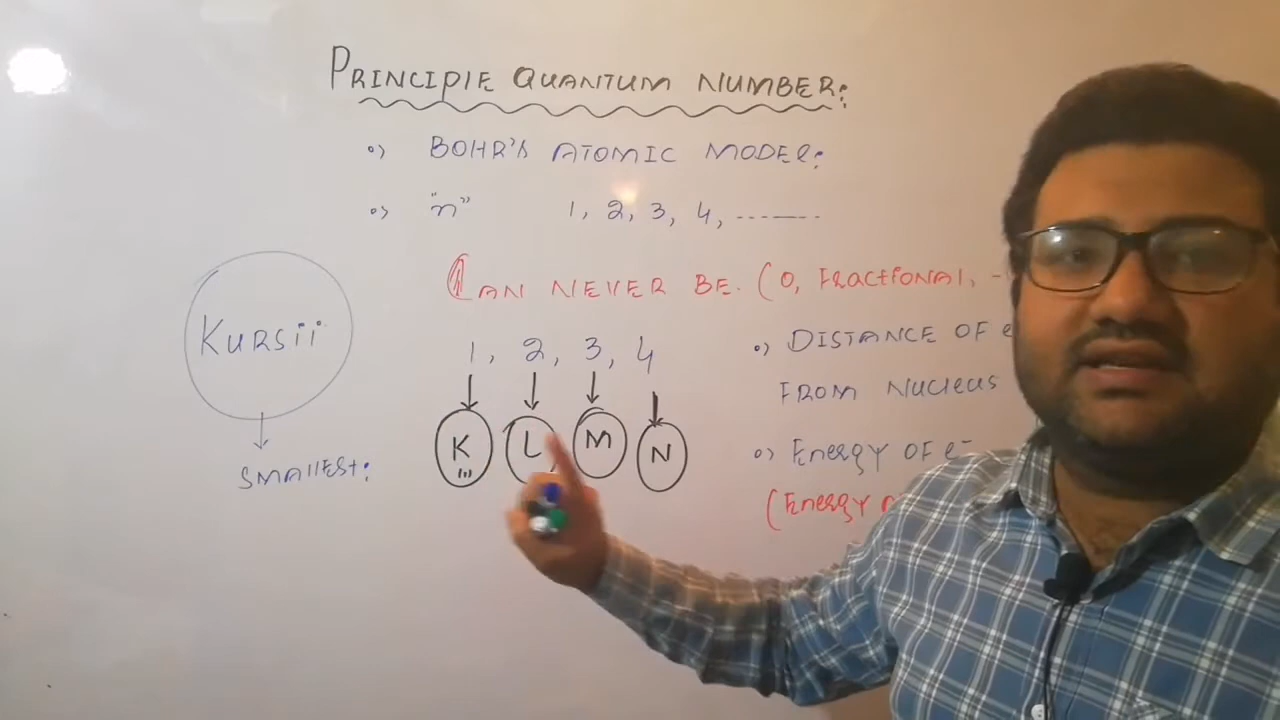 PRINCIPLE QUANTUM NUMBER:
o) BOHR'S ATOMIC MODEL:
o) "n" 1, 2, 3, 4, -------
CAN NEVER BE. (0, FRACTIONAL, -
KURSii
SMALLEST:
1, 2, 3, 4
K L M N
(1)
o) DISTANCE OF e
FROM NUCLEUS
o) ENERGY OF e-
(ENERGY